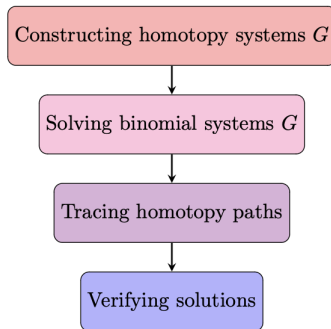 Constructing homotopy systems G
Solving binomial systems G
Tracing homotopy paths
Verifying solutions